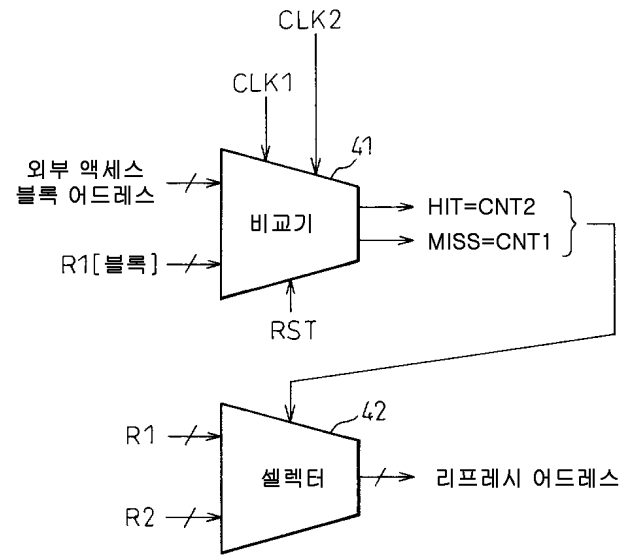 CLK2
CLK1
41
외부 액세스
블록 어드레스
비교기
HIT=CNT2
MISS=CNT1
R1[블록]
RST
42
R1
셀렉터
리프레시 어드레스
R2